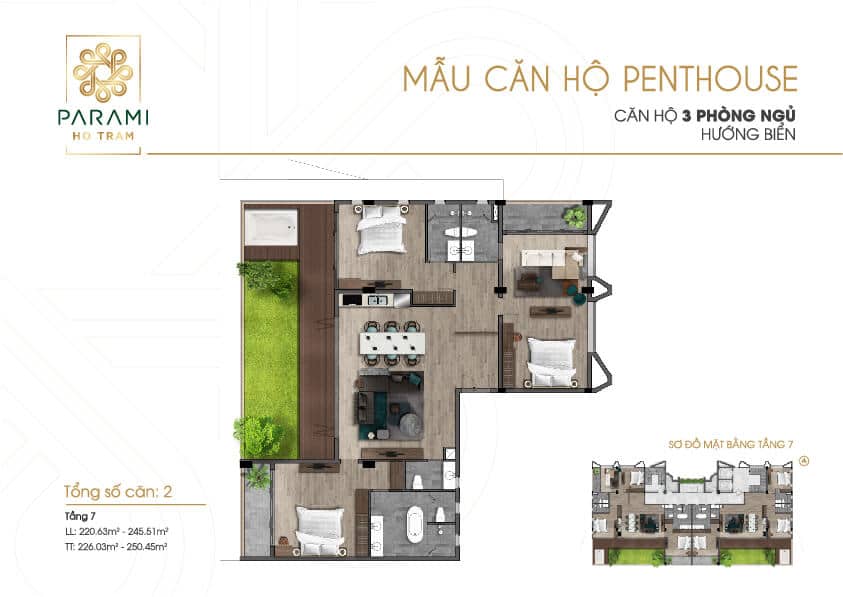 PARAMI
HO TRAM
MẪU CĂN HỘ PENTHOUSE
CĂN HỘ 3 PHÒNG NGỦ
HƯỚNG BIỂN
SƠ ĐỒ MẶT BẰNG TẦNG 7
Tổng số căn: 2
Tầng 7
LL: 220.63m² - 245.51m²
TT: 226.03m² - 250.45m²